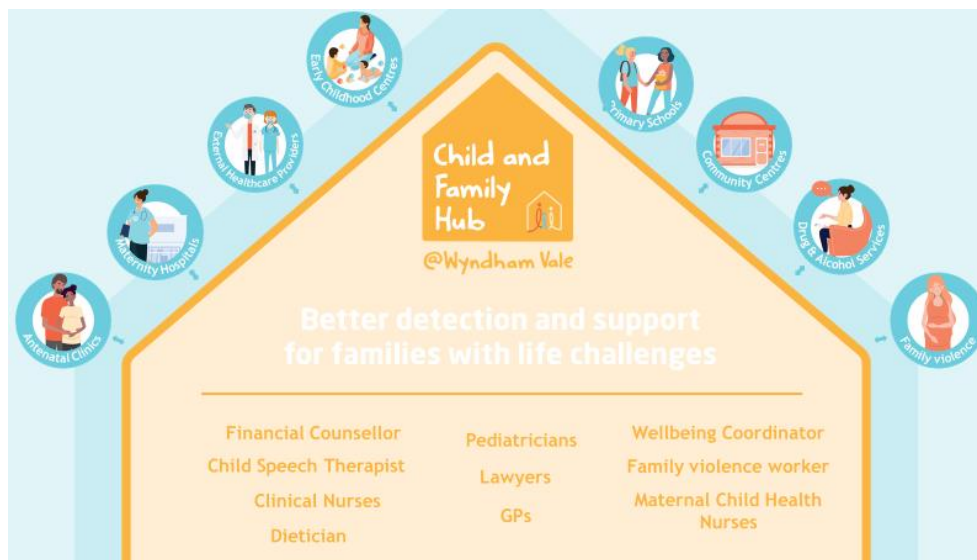 Early Childhood Centres
External Healthcare Providers
Maternity Hospitals
Antenatal Clinics
Primary Schools
Community Centres
Drug & Alcohol Services
Family violence
Child and
Family
Hub
@Wyndham Vale
Better detection and support
for families with life challenges
Financial Counsellor
Child Speech Therapist
Clinical Nurses
Dietician
Pediatricians
Lawyers
GPs
Wellbeing Coordinator
Family violence worker
Maternal Child Health
Nurses